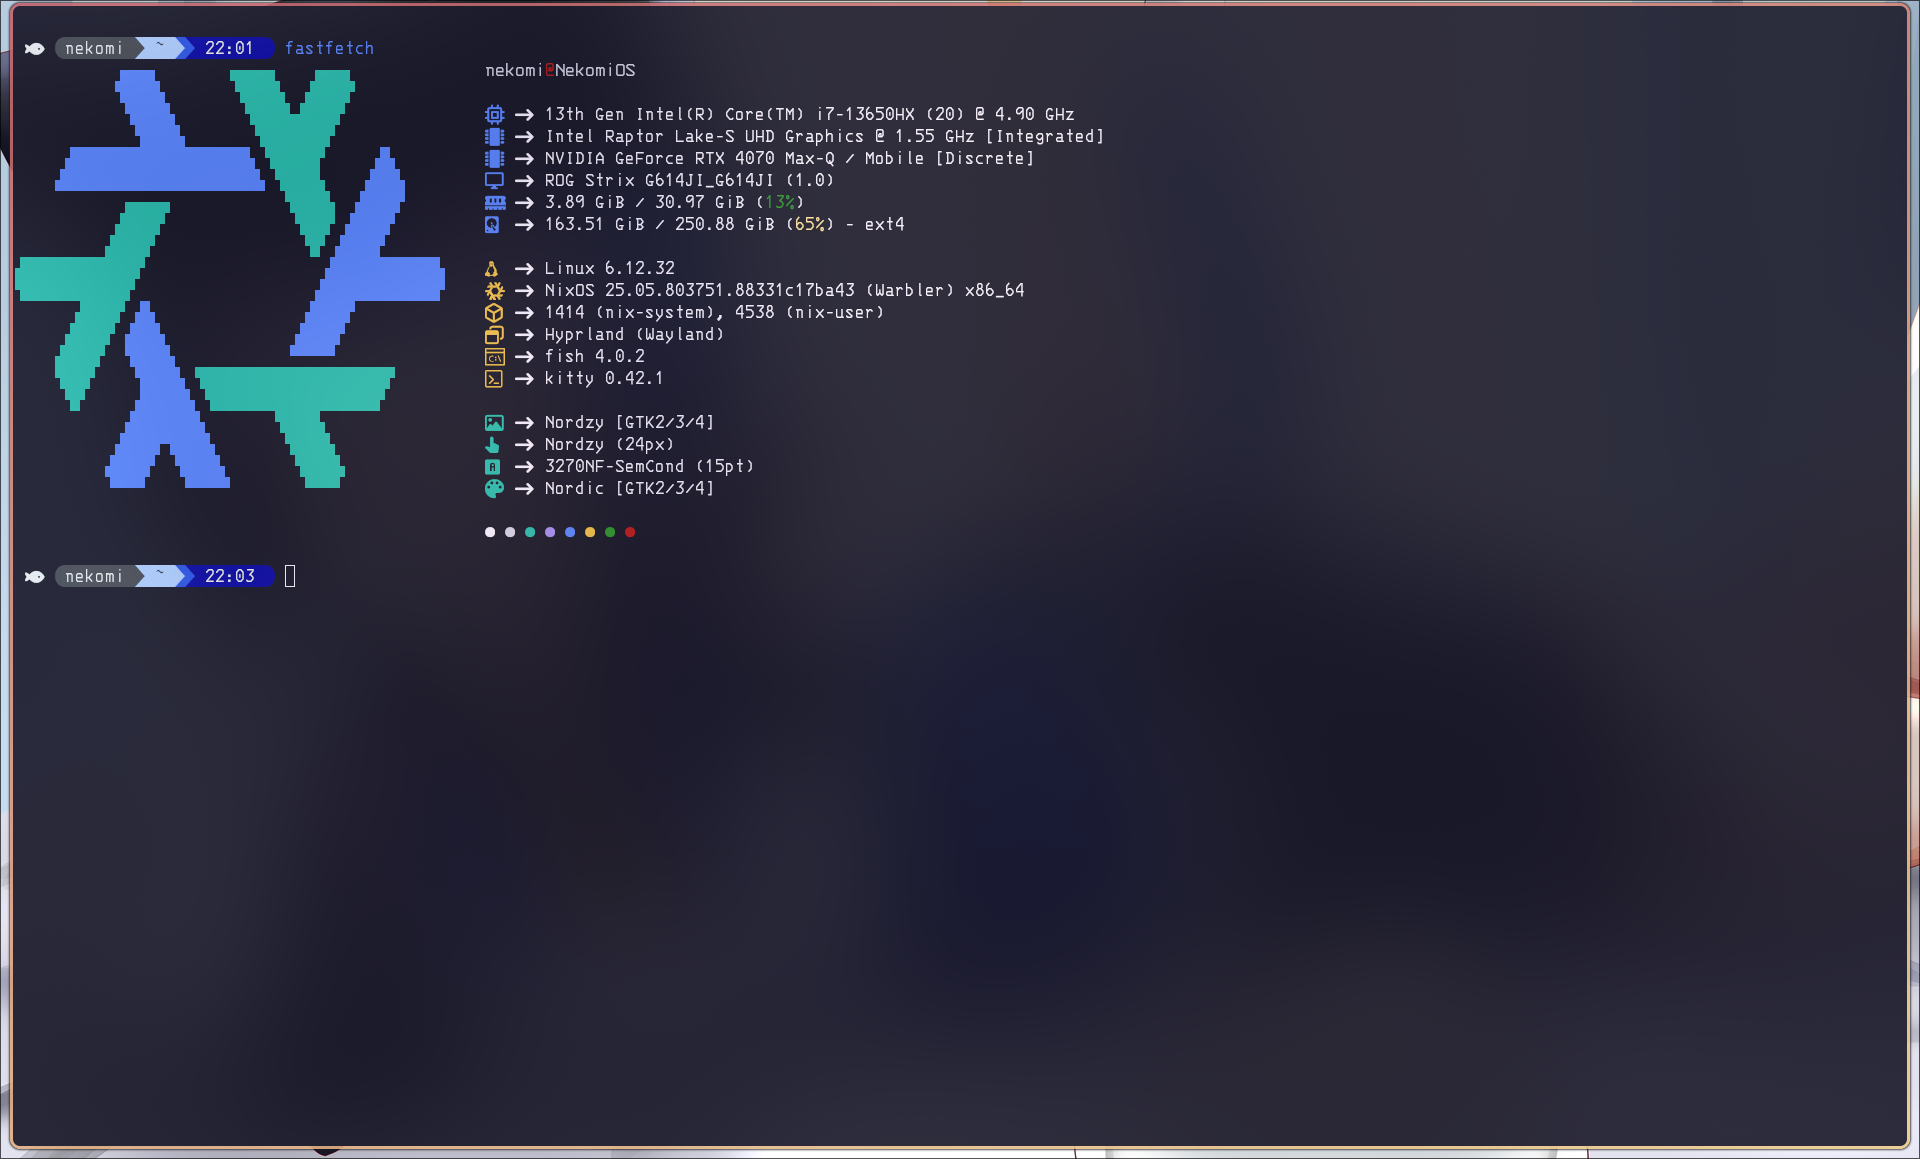 nekomi ~ 22:01 fastfetch
nekomi@NekomiOS
13th Gen Intel(R) Core(TM) i7-13650HX (20) @ 4.90 GHz
Intel Raptor Lake-S UHD Graphics @ 1.55 GHz [Integrated]
NVIDIA GeForce RTX 4070 Max-Q / Mobile [Discrete]
ROG Strix G614JI_G614JI (1.0)
3.89 GiB / 30.97 GiB (13%)
163.51 GiB / 250.88 GiB (65%) - ext4
Linux 6.12.32
NixOS 25.05.803751.88331c17ba43 (Warbler) x86_64
1414 (nix-system), 4538 (nix-user)
Hyprland (Wayland)
fish 4.0.2
kitty 0.42.1
Nordzy [GTK2/3/4]
Nordzy (24px)
3270NF-SemCond (15pt)
Nordic [GTK2/3/4]
nekomi ~ 22:03